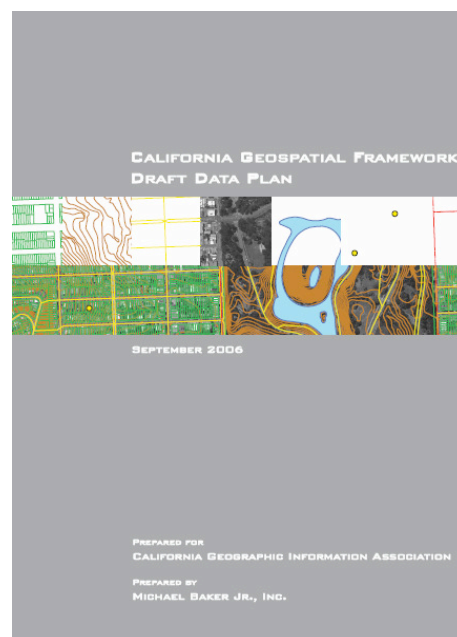 CALIFORNIA GEOSPATIAL FRAMEWORK
DRAFT DATA PLAN
SEPTEMBER 2006
PREPARED FOR
CALIFORNIA GEOGRAPHIC INFORMATION ASSOCIATION
PREPARED BY
MICHAEL BAKER JR., INC.